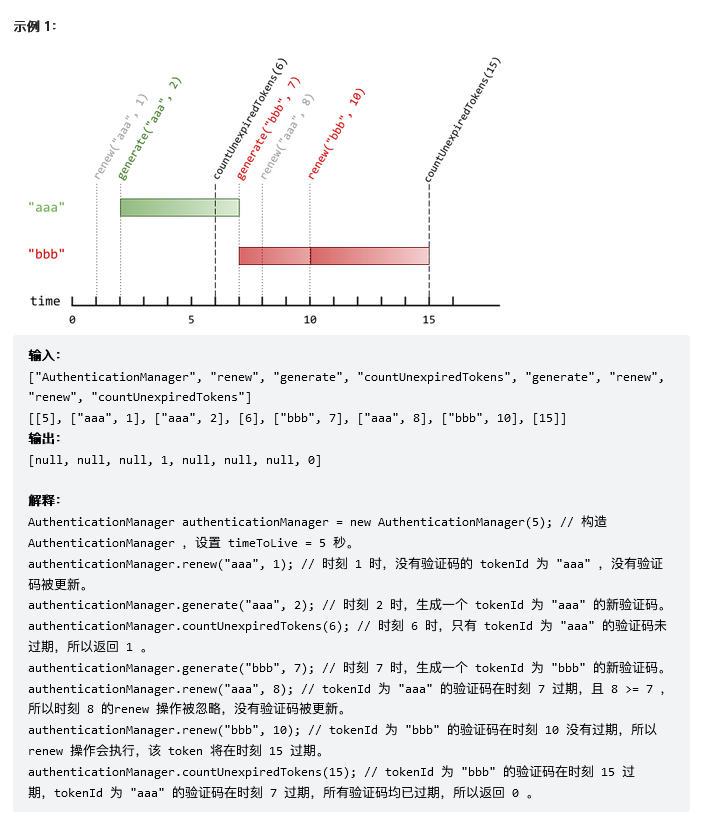 示例 1：
renew("aaa", 1)
generate("aaa", 2)
countUnexpiredTokens(6)
generate("bbb", 7)
renew("aaa", 8)
renew("bbb", 10)
countUnexpiredTokens(15)
"aaa"
"bbb"
time
0 5 10 15
输入：
["AuthenticationManager", "renew", "generate", "countUnexpiredTokens", "generate", "renew",
"renew", "countUnexpiredTokens"]
[[5], ["aaa", 1], ["aaa", 2], [6], ["bbb", 7], ["aaa", 8], ["bbb", 10], [15]]
输出：
[null, null, null, 1, null, null, null, 0]
解释：
AuthenticationManager authenticationManager = new AuthenticationManager(5); // 构造
AuthenticationManager ，设置 timeToLive = 5 秒。
authenticationManager.renew("aaa", 1); // 时刻 1 时，没有验证码的 tokenId 为 "aaa" ，没有验证
码被更新。
authenticationManager.generate("aaa", 2); // 时刻 2 时，生成一个 tokenId 为 "aaa" 的新验证码。
authenticationManager.countUnexpiredTokens(6); // 时刻 6 时，只有 tokenId 为 "aaa" 的验证码未
过期，所以返回 1 。
authenticationManager.generate("bbb", 7); // 时刻 7 时，生成一个 tokenId 为 "bbb" 的新验证码。
authenticationManager.renew("aaa", 8); // tokenId 为 "aaa" 的验证码在时刻 7 过期，且 8 >= 7 ，
所以时刻 8 的renew 操作被忽略，没有验证码被更新。
authenticationManager.renew("bbb", 10); // tokenId 为 "bbb" 的验证码在时刻 10 没有过期，所以
renew 操作会执行，该 token 将在时刻 15 过期。
authenticationManager.countUnexpiredTokens(15); // tokenId 为 "bbb" 的验证码在时刻 15 过
期，tokenId 为 "aaa" 的验证码在时刻 7 过期，所有验证码均已过期，所以返回 0 。